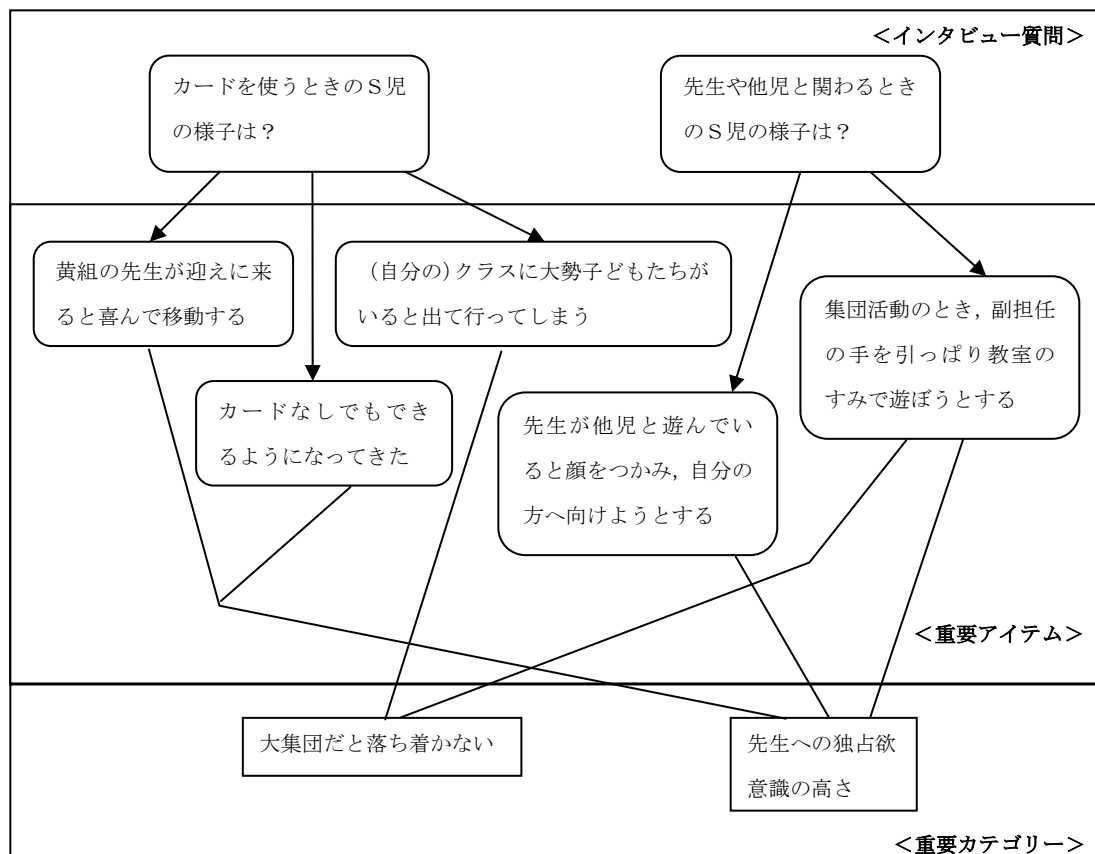 ＜インタビュー質問＞
カードを使うときのＳ児
の様子は？
先生や他児と関わるとき
のＳ児の様子は？
黄組の先生が迎えに来
ると喜んで移動する
（自分の）クラスに大勢子どもたちが
いると出て行ってしまう
集団活動のとき，副担任
の手を引っぱり教室の
すみで遊ぼうとする
カードなしでもでき
るようになってきた
先生が他児と遊んでい
ると顔をつかみ，自分の
方へ向けようとする
＜重要アイテム＞
大集団だと落ち着かない
先生への独占欲
意識の高さ
＜重要カテゴリー＞